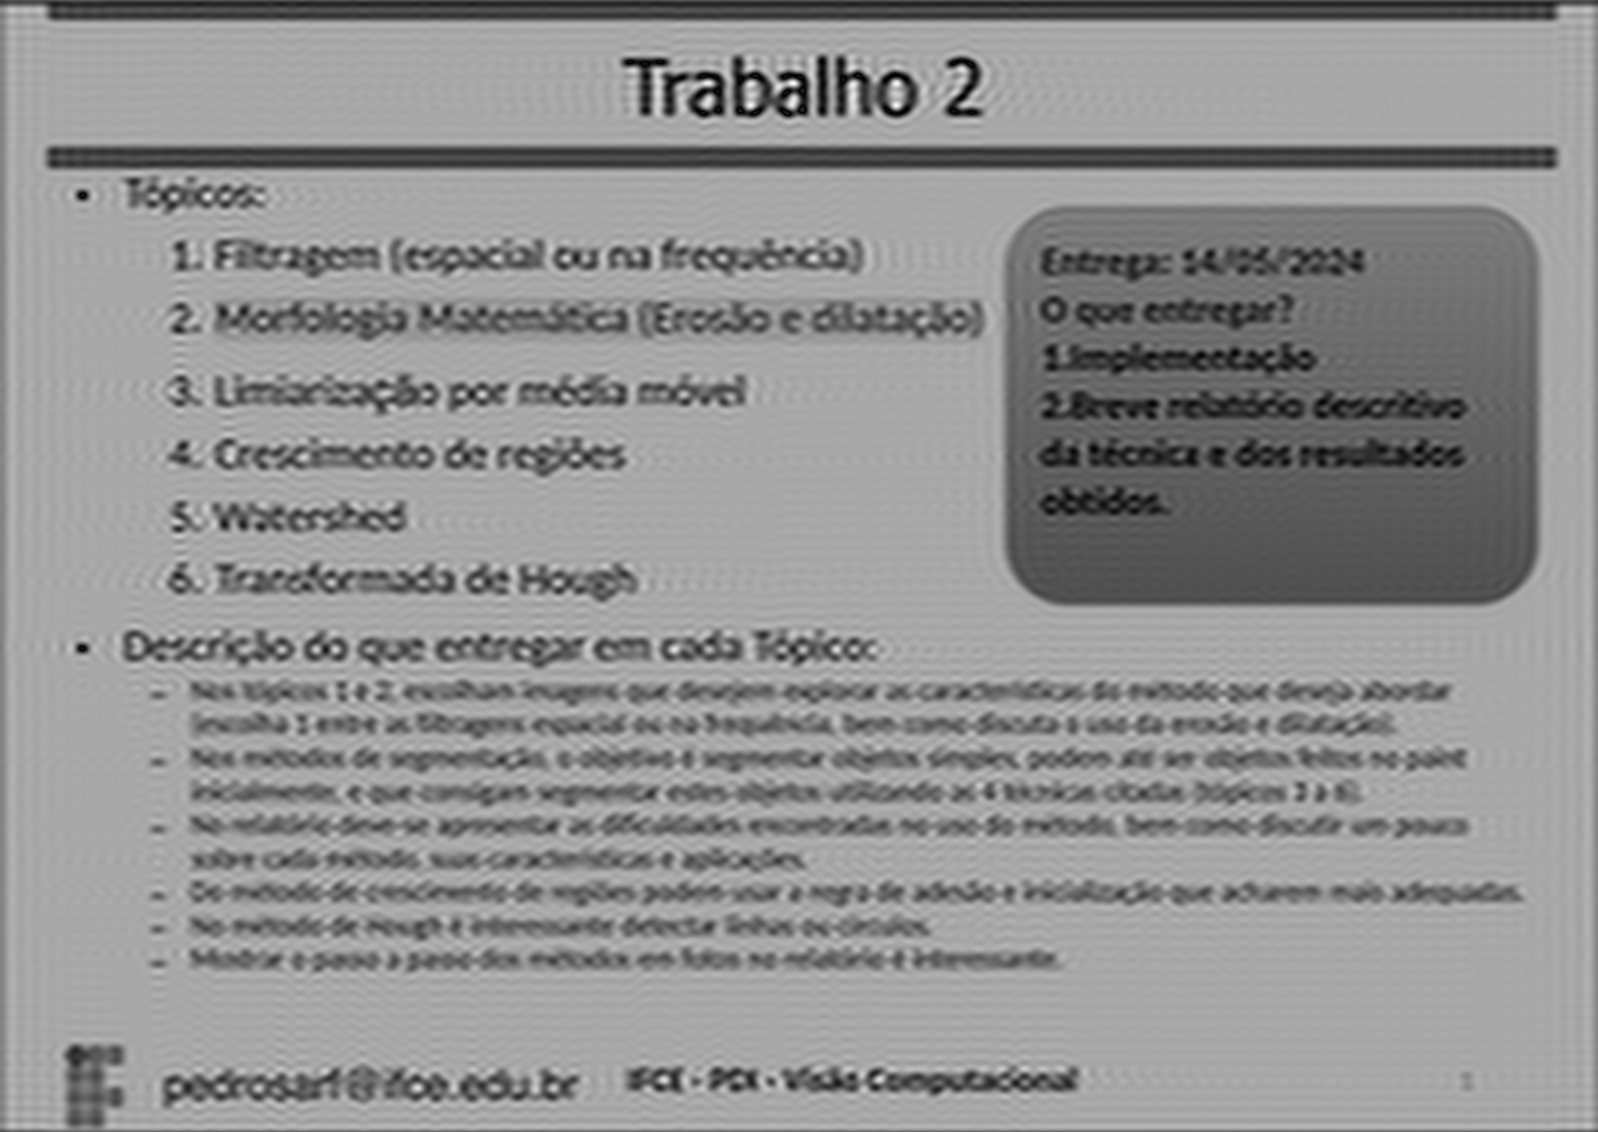 Trabalho 2
• Tópicos:
1. Filtragem (espacial ou na frequência)
2. Morfologia Matemática (Erosão e dilatação)
3. Limiarização por média móvel
4. Crescimento de regiões
5. Watershed
6. Transformada de Hough
Entrega: 14/05/2024
O que entregar?
1.Implementação
2.Breve relatório descritivo
da técnica e dos resultados
obtidos.
• Descrição do que entregar em cada Tópico:
– Nos tópicos 1 e 2, escolham imagens que desejem explorar as características do método que deseja abordar
(escolha 1 entre as filtragens espacial ou na frequência, bem como discuta o uso da erosão e dilatação).
– Nos métodos de segmentação, o objetivo é segmentar objetos simples, podem até ser objetos feitos no paint
inicialmente, e que consigam segmentar estes objetos utilizando as 4 técnicas citadas (tópicos 3 a 6).
– No relatório deve-se apresentar as dificuldades encontradas no uso do método, bem como discutir um pouco
sobre cada método, suas características e aplicações.
– Do método de crescimento de regiões podem usar a regra de adesão e inicialização que acharem mais adequadas.
– No método de Hough é interessante detectar linhas ou círculos.
– Mostrar o passo a passo dos métodos em fotos no relatório é interessante.
pedrosarf@ifce.edu.br
IFCE - PDI - Visão Computacional
1